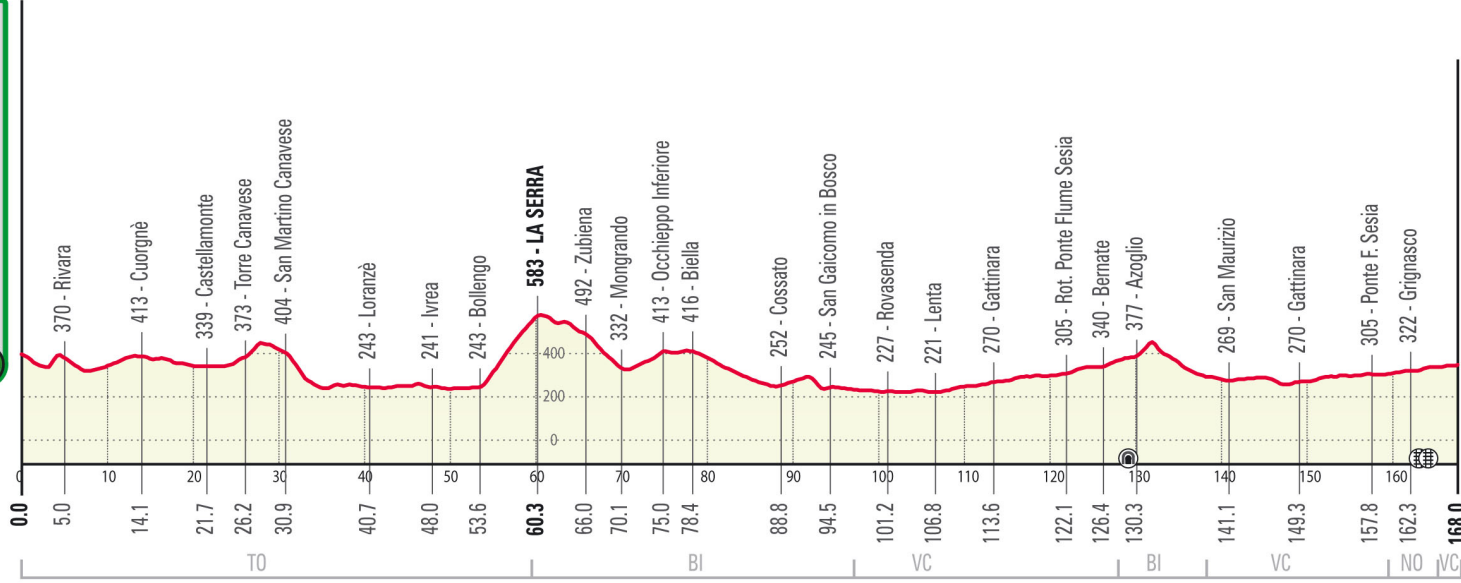 370 - Rivara
413 - Cuorgnè
339 - Castellamonte
373 - Torre Canavese
404 - San Martino Canavese
243 - Loranzè
241 - Ivrea
243 - Bollengo
583 - LA SERRA
492 - Zubiena
332 - Mongrando
413 - Occhieppo Inferiore
416 - Biella
252 - Cossato
245 - San Gaicomo in Bosco
227 - Rovasenda
221 - Lenta
270 - Gattinara
305 - Rot. Ponte Flume Sesia
340 - Bernate
377 - Azoglio
269 - San Maurizio
270 - Gattinara
305 - Ponte F. Sesia
322 - Grignasco
400
200
0
0 10 20 30 40 50 60 70 80 90 100 110 120 130 140 150 160
0.0 5.0 14.1 21.7 26.2 30.9 40.7 48.0 53.6 60.3 66.0 70.1 75.0 78.4 88.8 94.5 101.2 106.8 113.6 122.1 126.4 130.3 141.1 149.3 157.8 162.3 168.0
TO BI VC BI VC NO VC